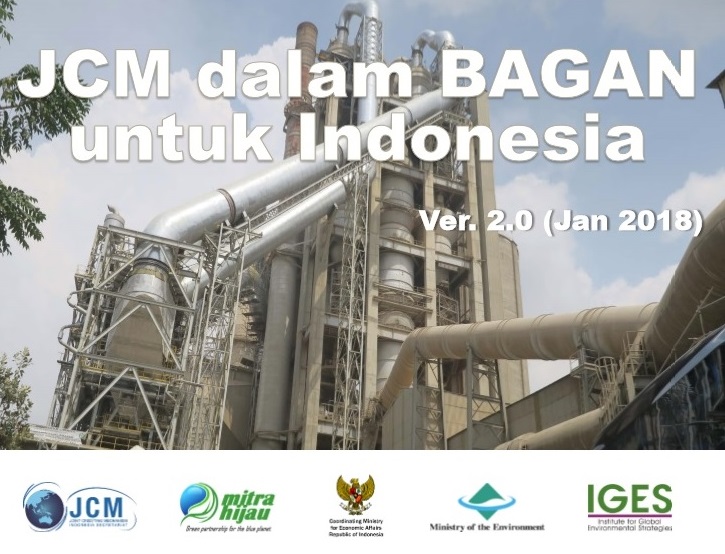 JCM dalam BAGAN
untuk Indonesia
Ver. 2.0 (Jan 2018)
JCM
JOINT CREDITING MECHANISM
INDONESIA SECRETARIAT
mitra
hijau
Green partnership for the blue planet
Coordinating Ministry
for Economic Affairs
Republic of Indonesia
Ministry of the Environment
IGES
Institute for Global
Environmental Strategies